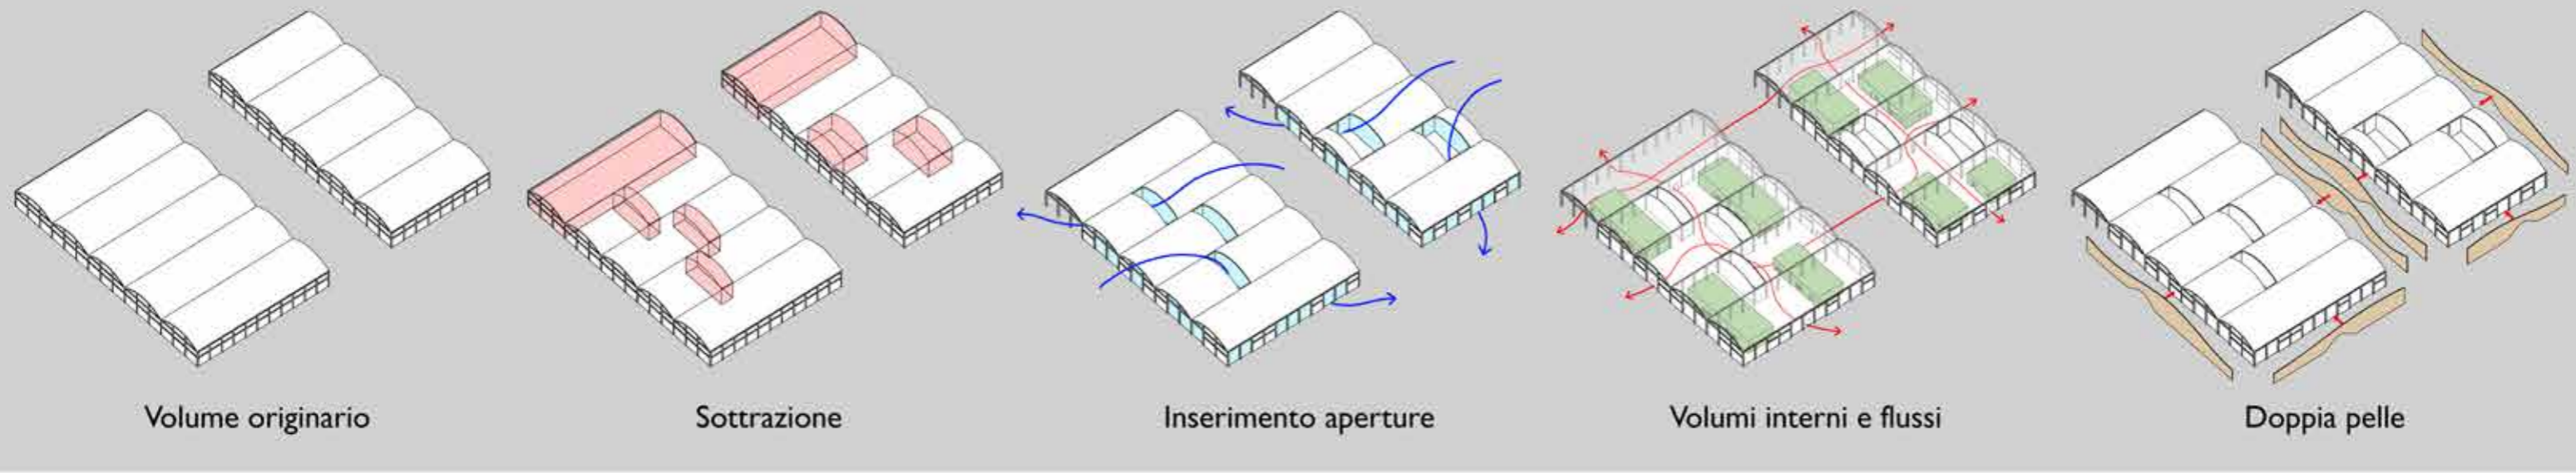 Volume originario
Sottrazione
Inserimento aperture
Volumi interni e flussi
Doppia pelle